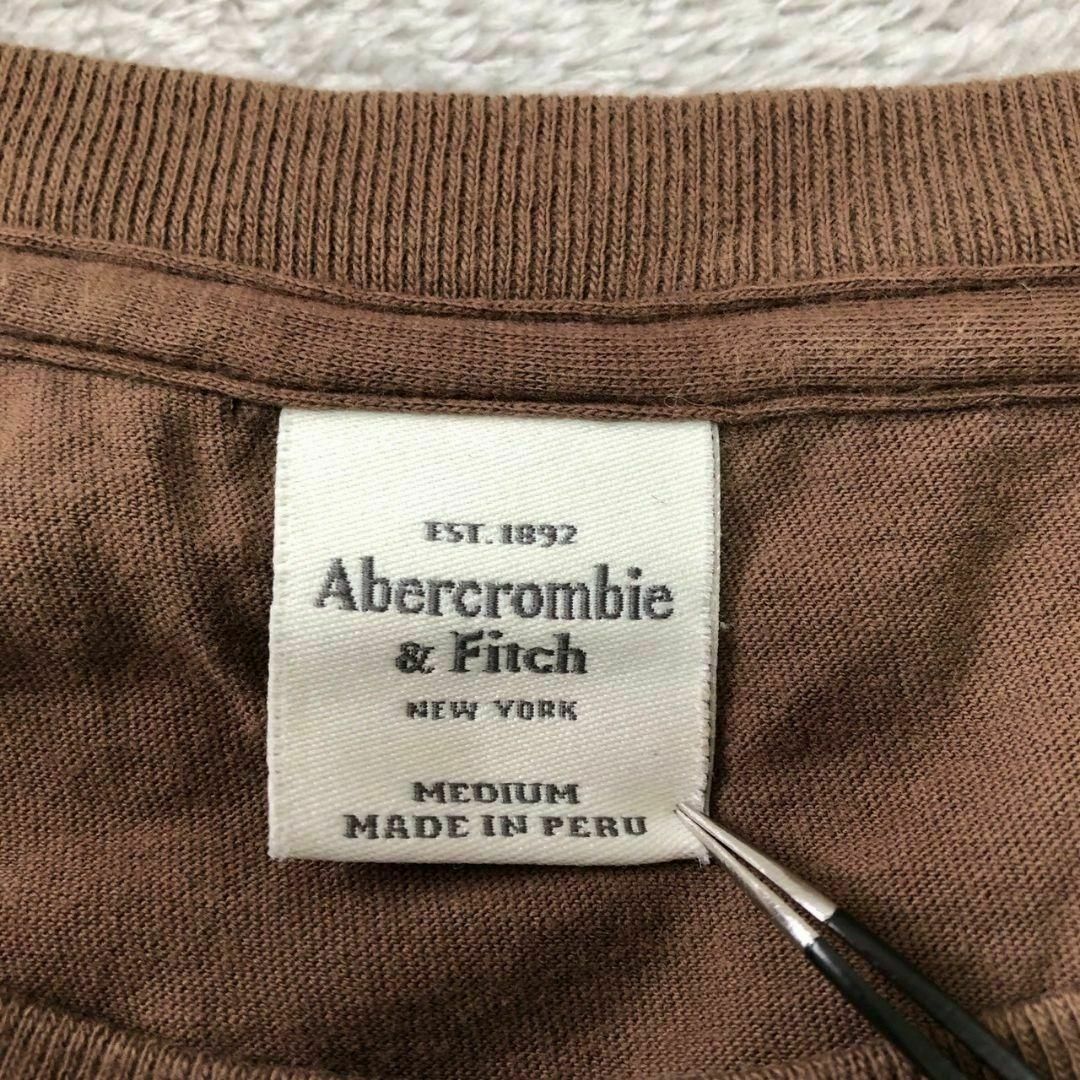 EST. 1892
Abercrombie
& Fitch
NEW YORK
MEDIUM
MADE IN PERU